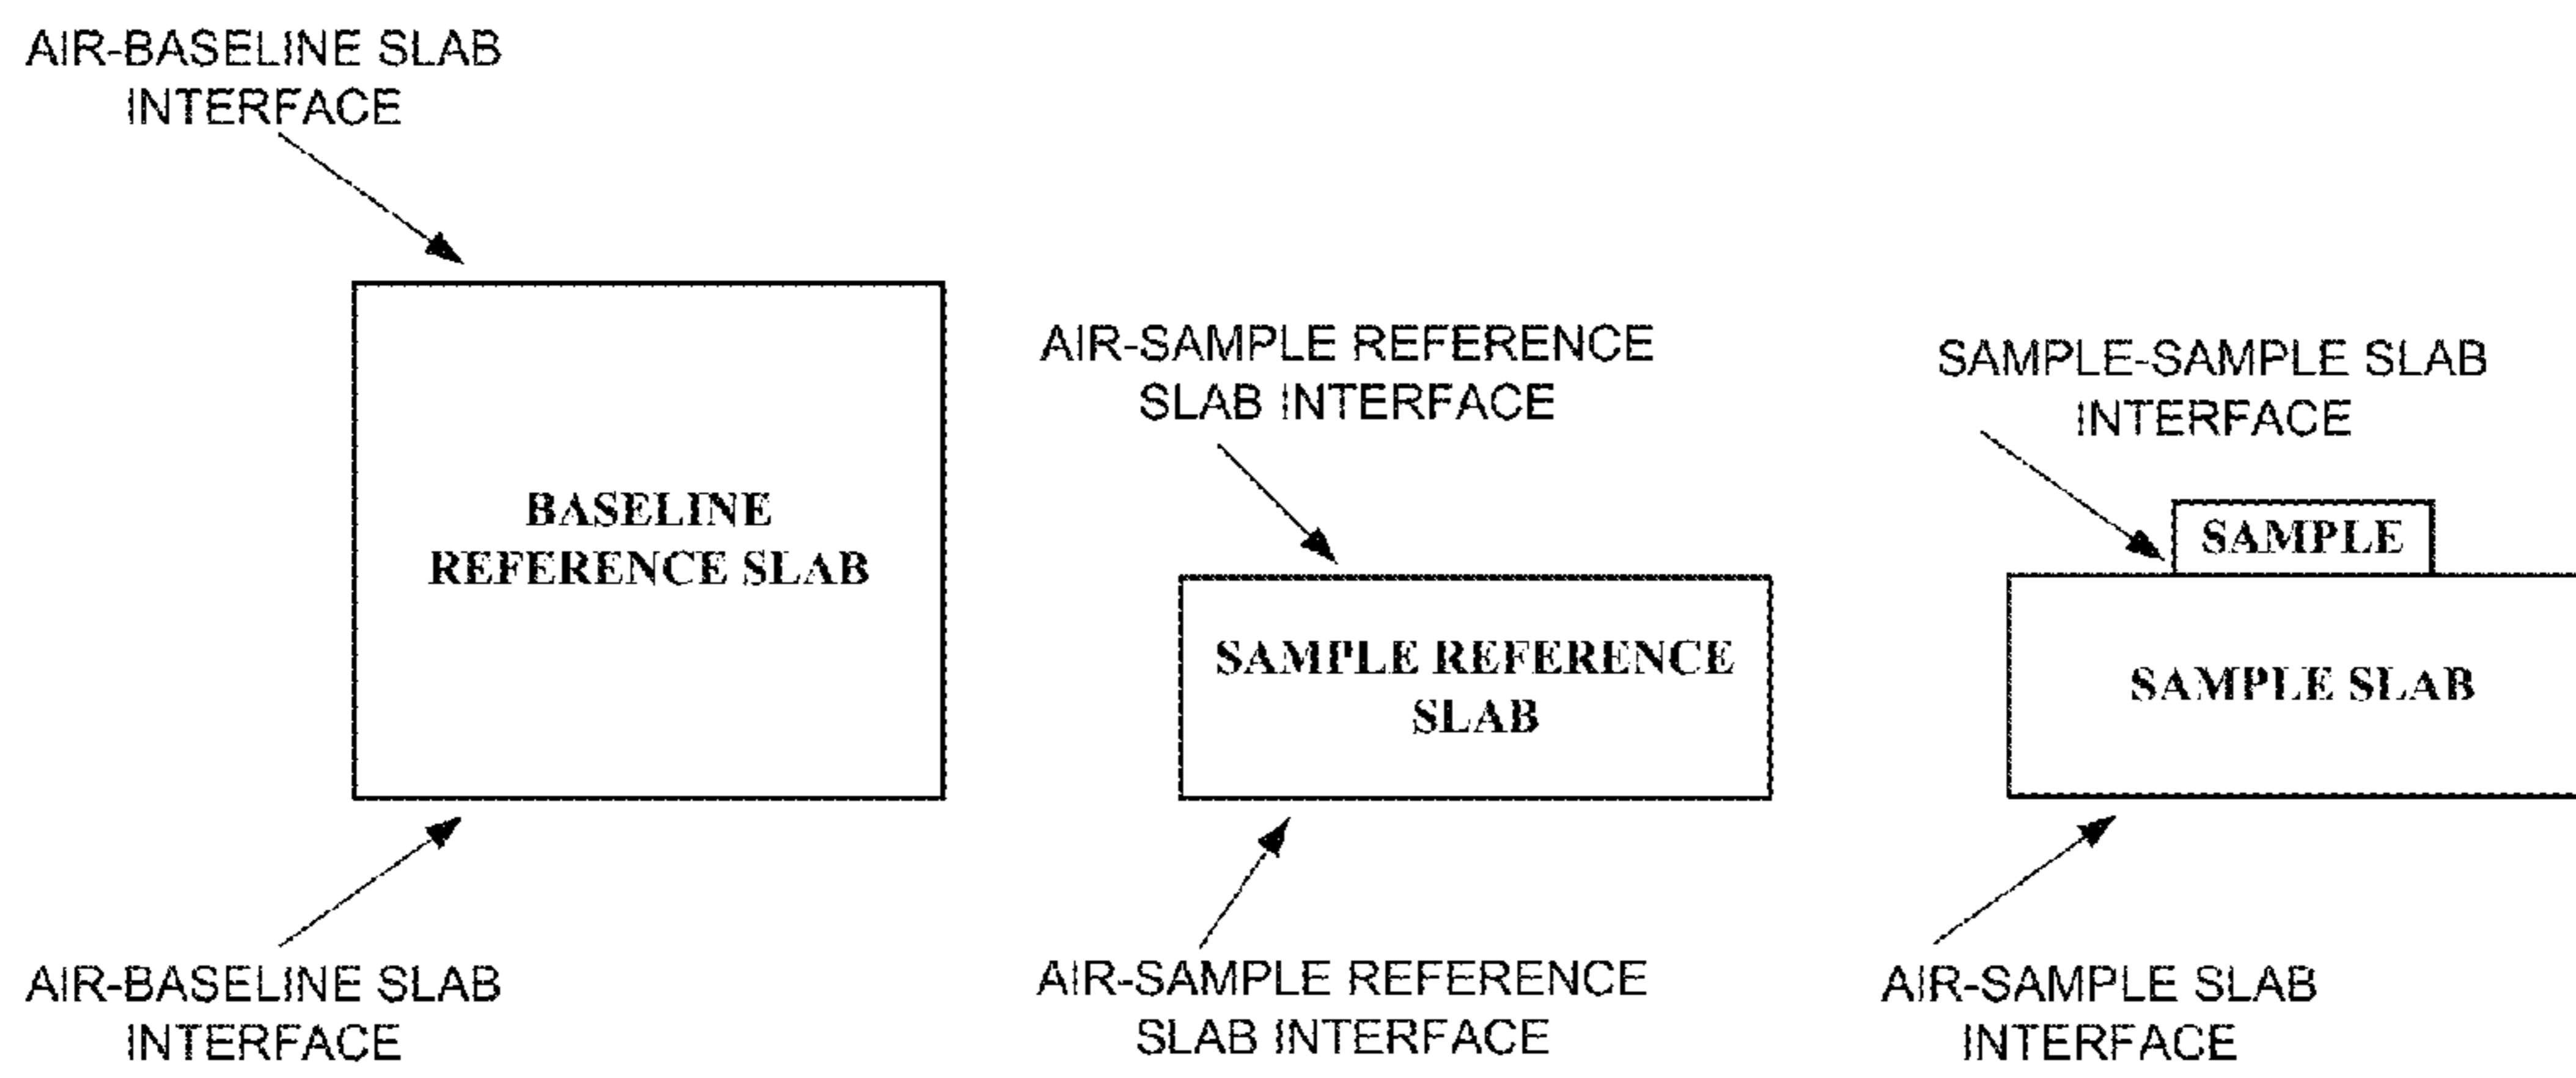 AIR-BASELINE SLAB
INTERFACE
BASELINE
REFERENCE SLAB
AIR-BASELINE SLAB
INTERFACE
AIR-SAMPLE REFERENCE
SLAB INTERFACE
SAMPLE REFERENCE
SLAB
AIR-SAMPLE REFERENCE
SLAB INTERFACE
SAMPLE-SAMPLE SLAB
INTERFACE
SAMPLE
SAMPLE SLAB
AIR-SAMPLE SLAB
INTERFACE